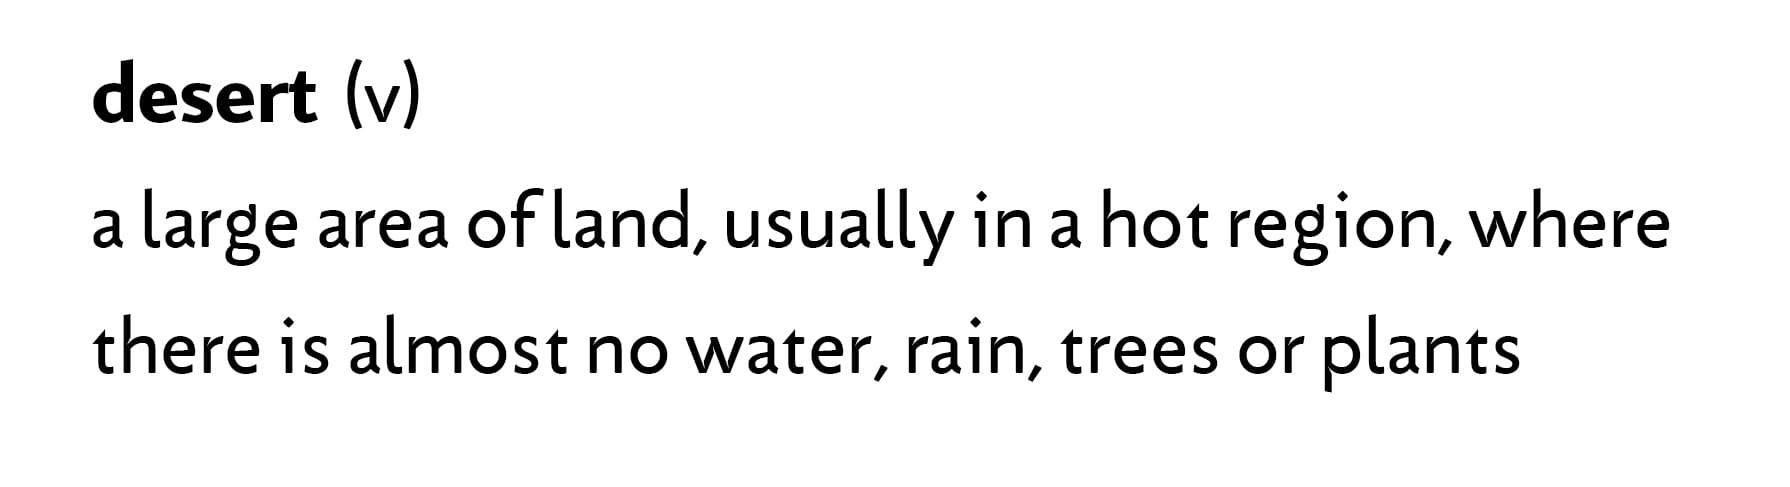 desert (v)
a large area of land, usually in a hot region, where
there is almost no water, rain, trees or plants